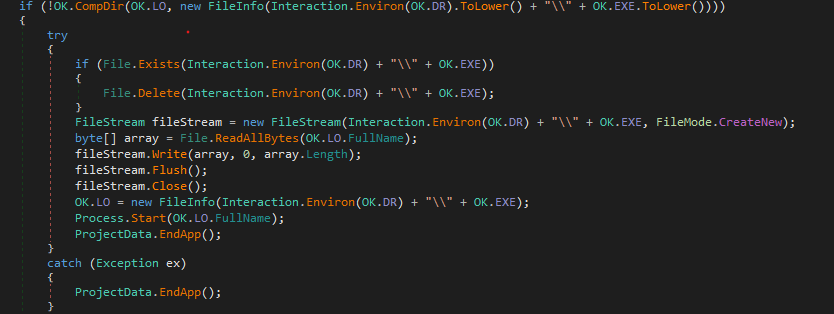 if (!OK.CompDir(OK.LO, new FileInfo(Interaction.Environ(OK.DR).ToLower() + "\\" + OK.EXE.ToLower())))
{
try
{
if (File.Exists(Interaction.Environ(OK.DR) + "\\" + OK.EXE))
{
File.Delete(Interaction.Environ(OK.DR) + "\\" + OK.EXE);
}
FileStream fileStream = new FileStream(Interaction.Environ(OK.DR) + "\\" + OK.EXE, FileMode.CreateNew);
byte[] array = File.ReadAllBytes(OK.LO.FullName);
fileStream.Write(array, 0, array.Length);
fileStream.Flush();
fileStream.Close();
OK.LO = new FileInfo(Interaction.Environ(OK.DR) + "\\" + OK.EXE);
Process.Start(OK.LO.FullName);
ProjectData.EndApp();
}
catch (Exception ex)
{
ProjectData.EndApp();
}